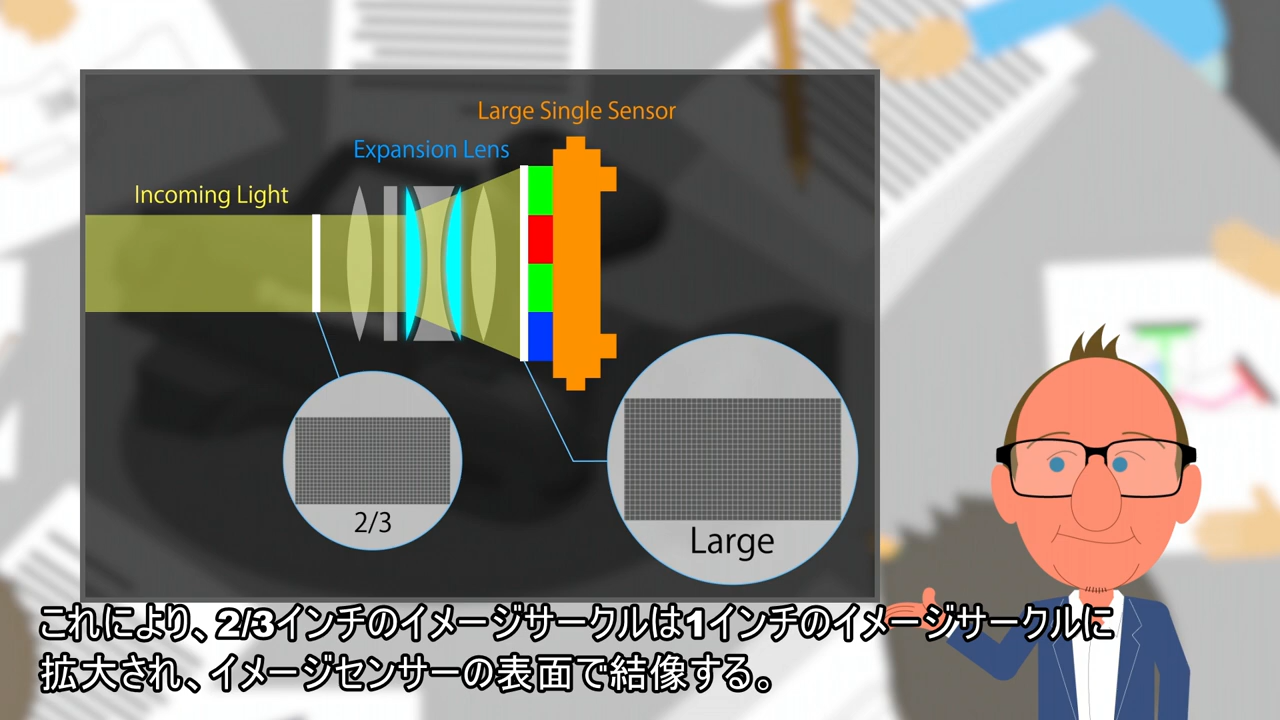 Large Single Sensor
Expansion Lens
Incoming Light
2/3
Large
これにより、2/3インチのイメージサークルは1インチのイメージサークルに
拡大され、イメージセンサーの表面で結像する。